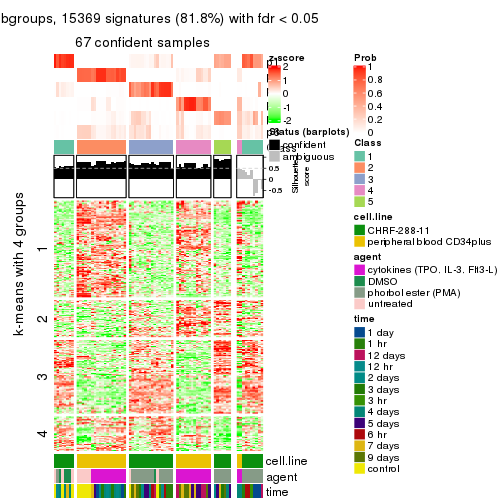 bgroups, 15369 signatures (81.8%) with fdr < 0.05
67 confident samples
k-means with 4 groups
1
2
3
4
p1
z-score
2
1
0
-1
-2
Status (barplots)
confident
ambiguous
Class
0.5
0
-0.5
Silhouette
score
cell.line
agent
time
Prob
1
0.8
0.6
0.4
0.2
0
Class
1
2
3
4
5
cell.line
CHRF-288-11
peripheral blood CD34plus
agent
cytokines (TPO. IL-3. Flt3-L)
DMSO
phorbol ester (PMA)
untreated
time
1 day
1 hr
12 days
12 hr
2 days
3 days
3 hr
4 days
5 days
6 hr
7 days
9 days
control